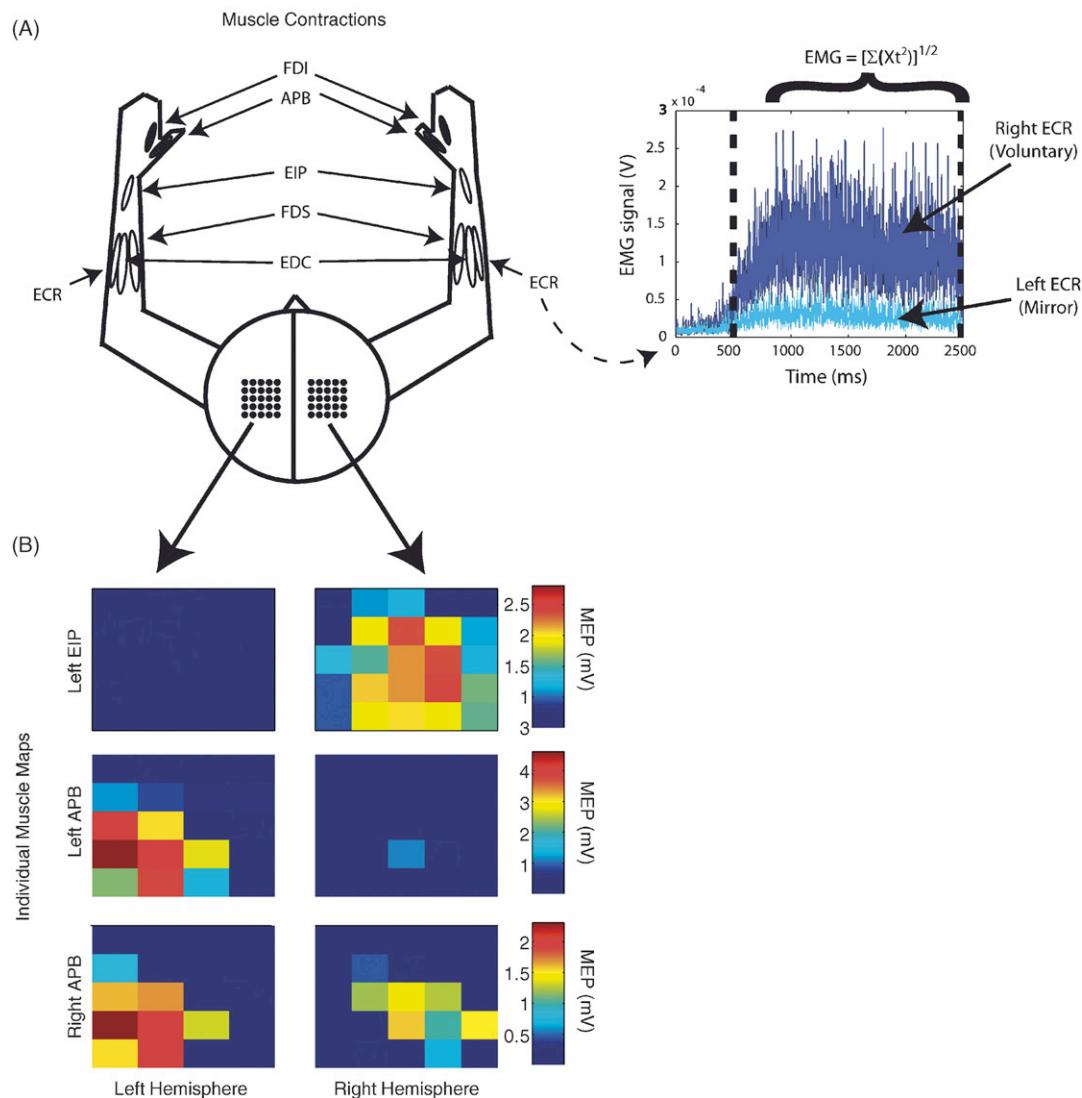 (A)
Muscle Contractions
FDI
APB
EIP
FDS
EDC
ECR
ECR
EMG = [Σ(Xt²)]^1/2
3 x 10^-4
2.5
2
1.5
1
0.5
0
EMG signal (V)
0 500 1000 1500 2000 2500
Time (ms)
Right ECR
(Voluntary)
Left ECR
(Mirror)
(B)
Individual Muscle Maps
Left EIP
2.5
2
1.5
1
3
MEP (mV)
Left APB
4
3
2
1
MEP (mV)
Right APB
2
1.5
1
0.5
MEP (mV)
Left Hemisphere
Right Hemisphere